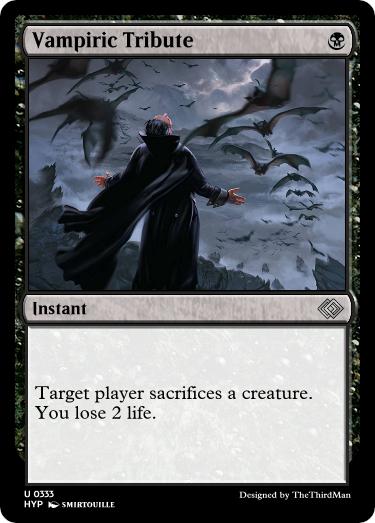 Vampiric Tribute
Instant
Target player sacrifices a creature.
You lose 2 life.
U 0333
HYP SMIRTOUILLE
Designed by TheThirdMan